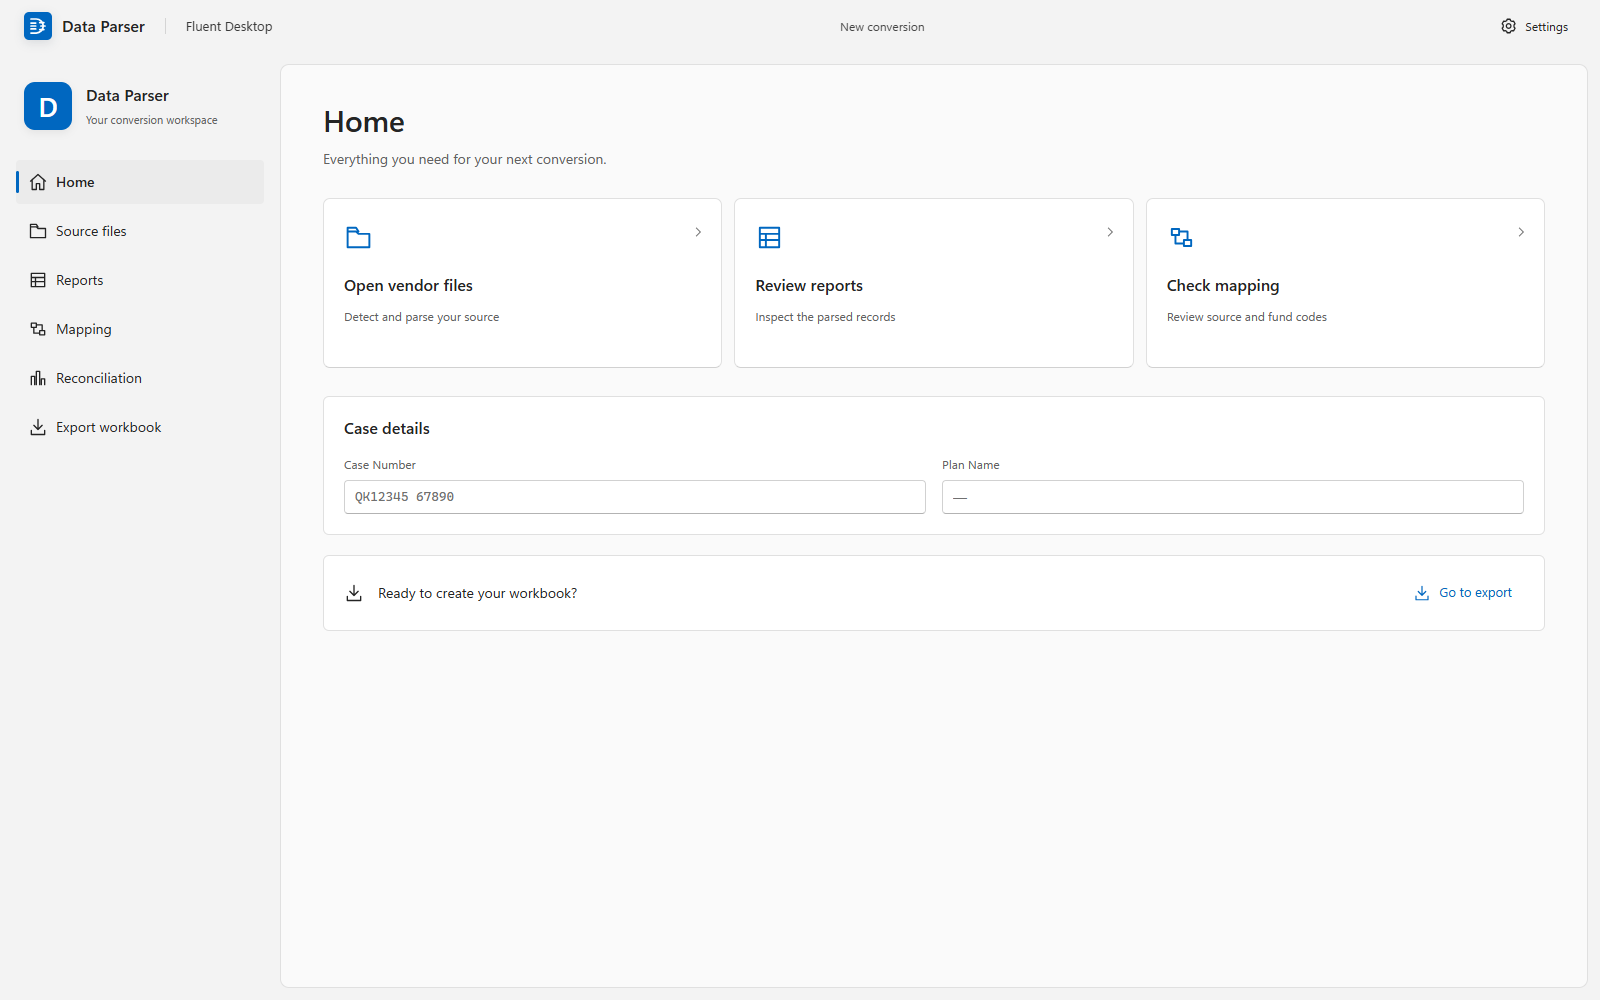 Data Parser
Fluent Desktop
New conversion
Settings
D
Data Parser
Your conversion workspace
Home
Source files
Reports
Mapping
Reconciliation
Export workbook
Home
Everything you need for your next conversion.
Open vendor files
Detect and parse your source
Review reports
Inspect the parsed records
Check mapping
Review source and fund codes
Case details
Case Number
QK12345 67890
Plan Name
—
Ready to create your workbook?
Go to export